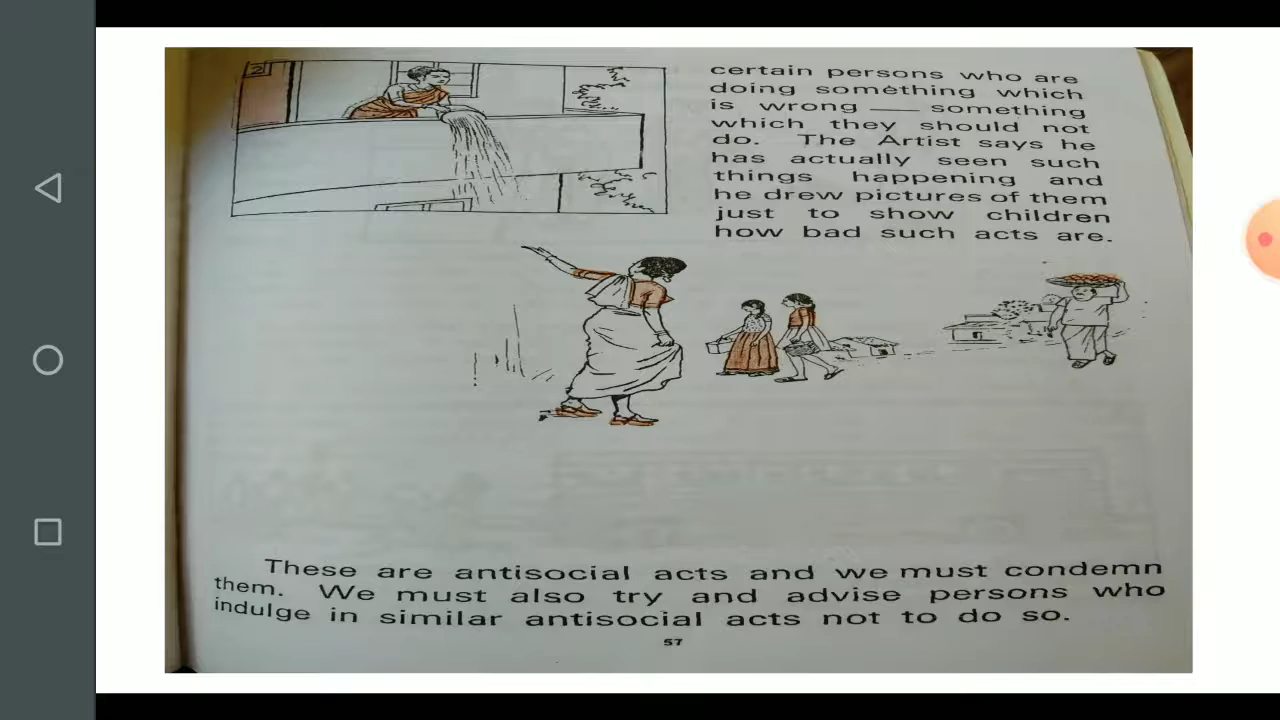 2
certain persons who are
doing something which
is wrong — something
which they should not
do. The Artist says he
has actually seen such
things happening and
he drew pictures of them
just to show children
how bad such acts are.
These are antisocial acts and we must condemn
them. We must also try and advise persons who
indulge in similar antisocial acts not to do so.
57